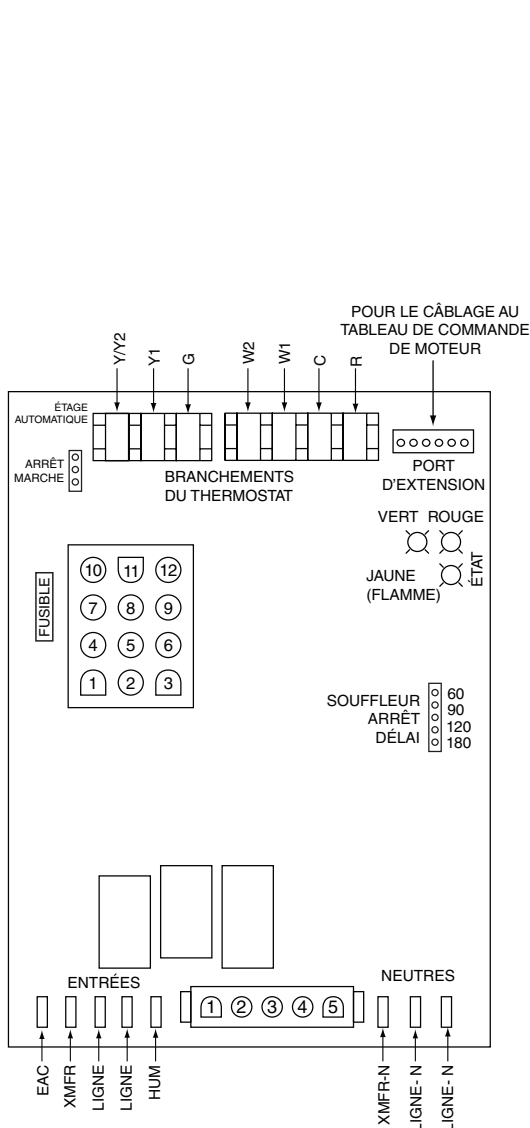 POUR LE CÂBLAGE AU
TABLEAU DE COMMANDE
DE MOTEUR
Y/Y2
Y1
G
W2
W1
C
R
ÉTAGE
AUTOMATIQUE
ARRÊT
MARCHE
BRANCHEMENTS
DU THERMOSTAT
PORT
D'EXTENSION
VERT ROUGE
JAUNE
(FLAMME)
ÉTAT
FUSIBLE
10 11 12
7 8 9
4 5 6
1 2 3
SOUFFLEUR
ARRÊT
DÉLAI
60
90
120
180
ENTRÉES
NEUTRES
1 2 3 4 5
EAC
XMFR
LIGNE
LIGNE
HUM
XMFR-N
LIGNE- N
LIGNE- N